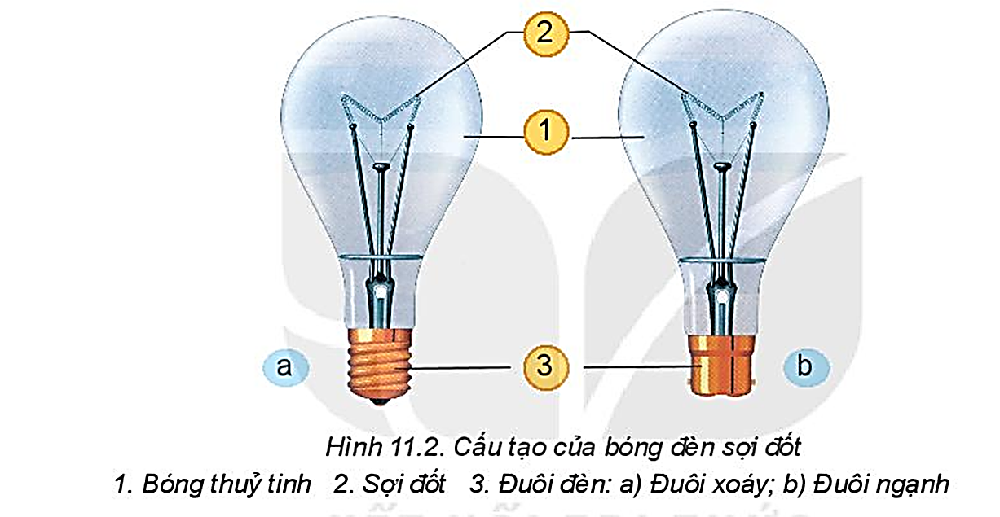 2
1
a
3
b
Hình 11.2. Cấu tạo của bóng đèn sợi đốt
1. Bóng thuỷ tinh 2. Sợi đốt 3. Đuôi đèn: a) Đuôi xoáy; b) Đuôi ngạnh